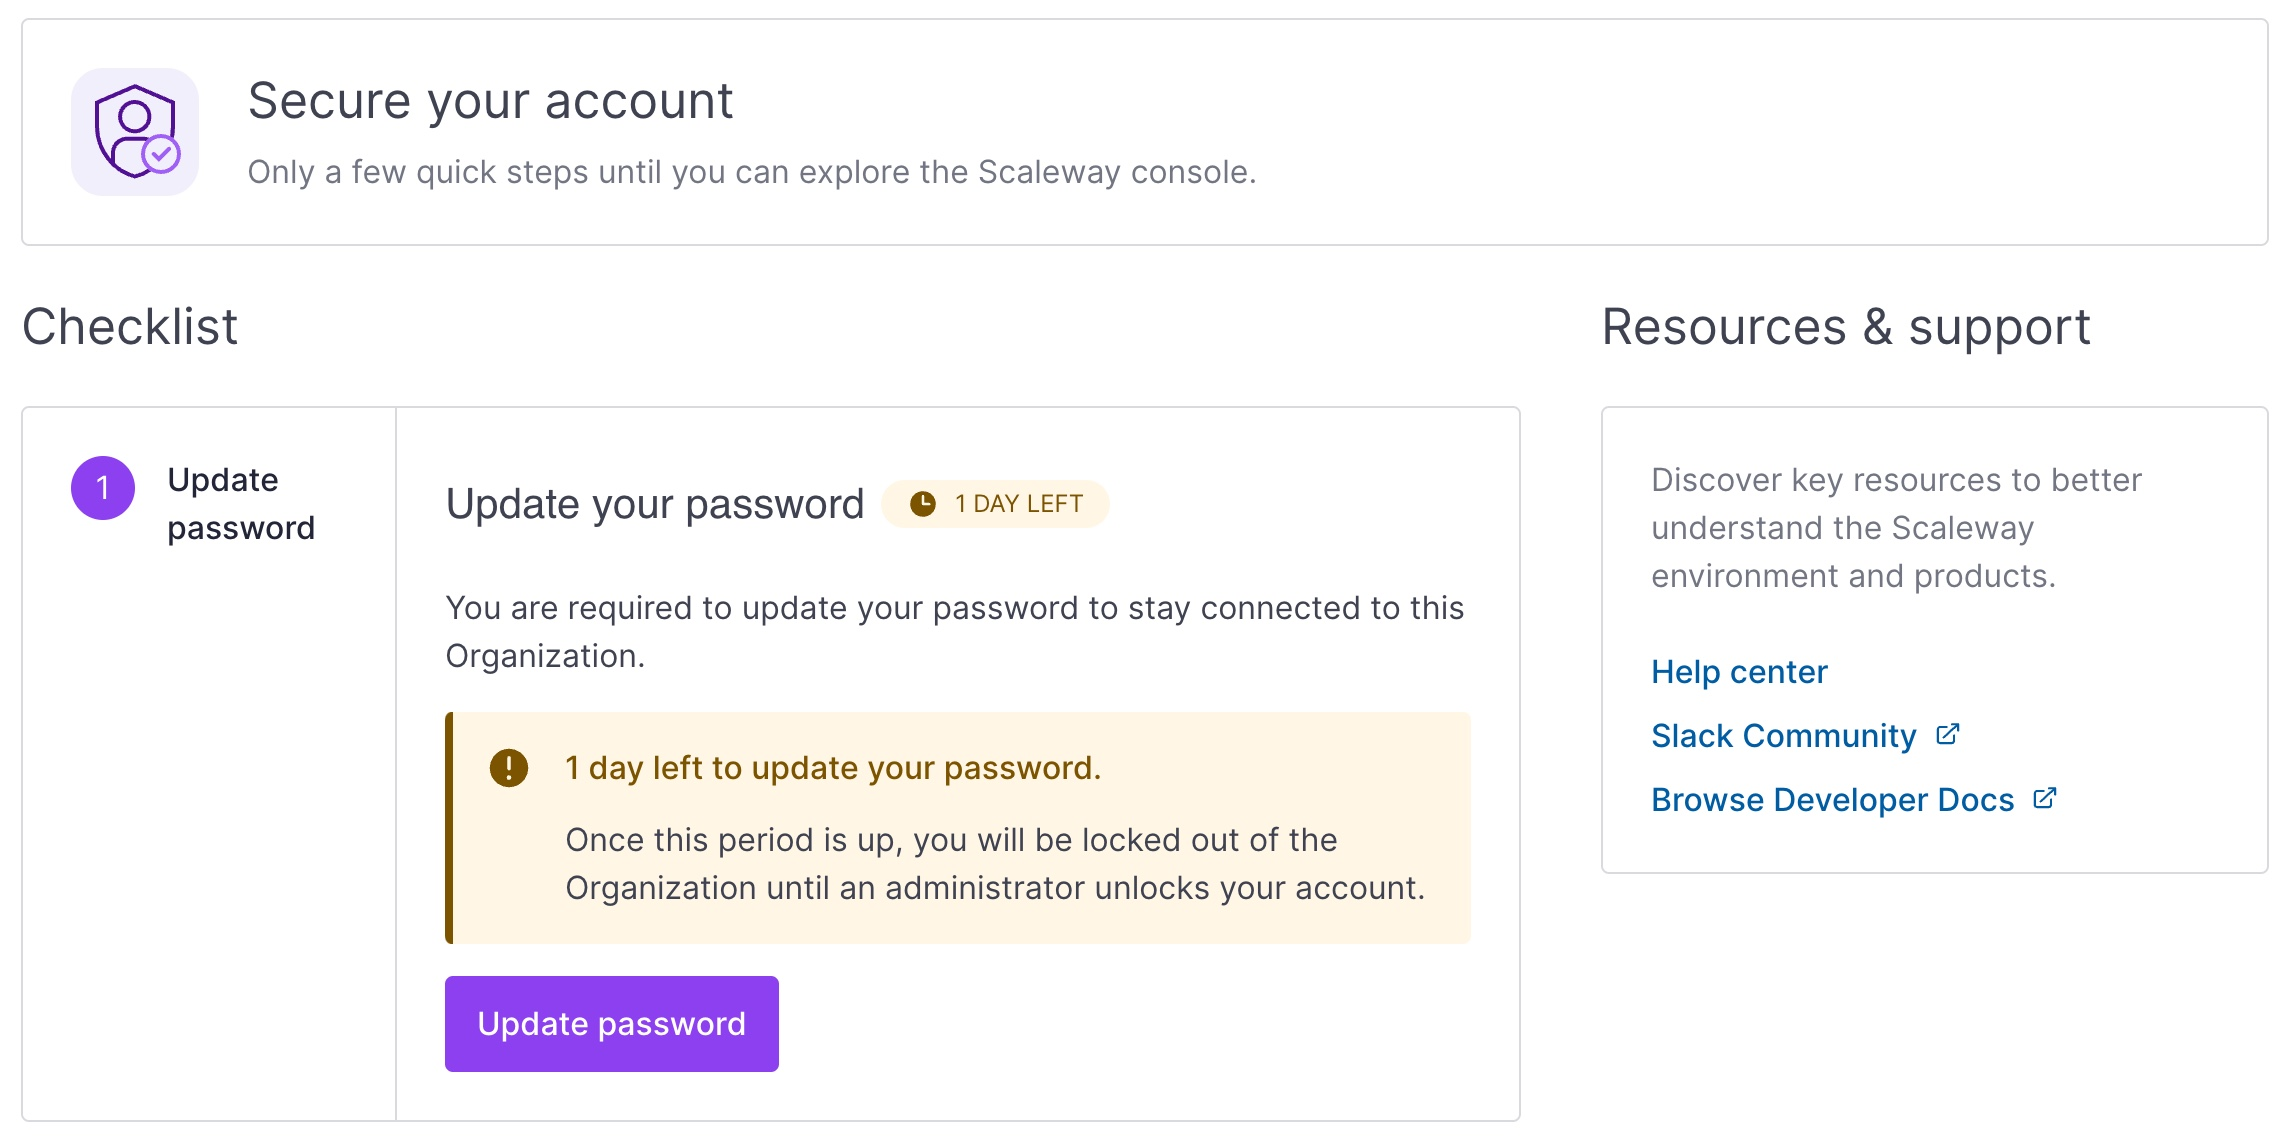 Secure your account
Only a few quick steps until you can explore the Scaleway console.
Checklist
1
Update
password
Update your password
1 DAY LEFT
You are required to update your password to stay connected to this
Organization.
1 day left to update your password.
Once this period is up, you will be locked out of the
Organization until an administrator unlocks your account.
Update password
Resources & support
Discover key resources to better
understand the Scaleway
environment and products.
Help center
Slack Community
Browse Developer Docs